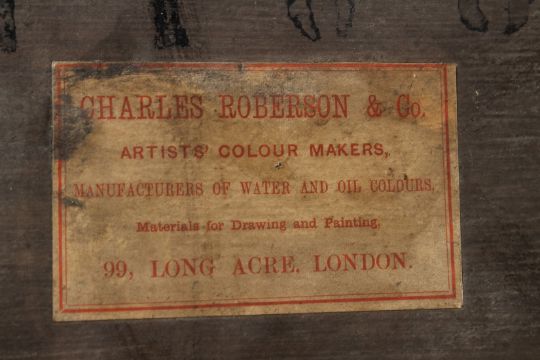 CHARLES ROBERSON & Co.
ARTISTS' COLOUR MAKERS,
MANUFACTURERS OF WATER AND OIL COLOURS,
Materials for Drawing and Painting,
99, LONG ACRE, LONDON.